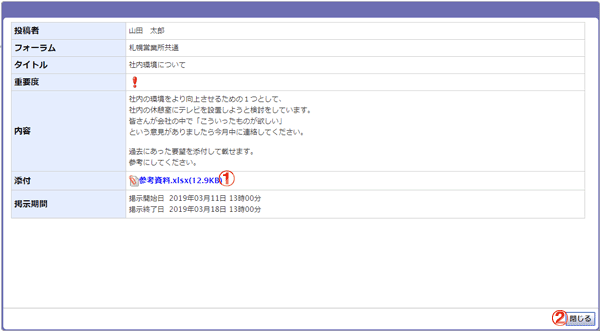 投稿者 山田 太郎
フォーラム 札幌営業所共通
タイトル 社内環境について
重要度
内容 社内の環境をより向上させるための１つとして、
社内の休憩室にテレビを設置しようと検討をしています。
皆さんが会社の中で「こういったものが欲しい」
という意見がありましたら今月中に連絡してください。
過去にあった要望を添付して載せます。
参考にしてください。
添付 参考資料.xlsx(12.9KB) ①
掲示期間 掲示開始日 2019年03月11日 13時00分
掲示終了日 2019年03月18日 13時00分
② 閉じる